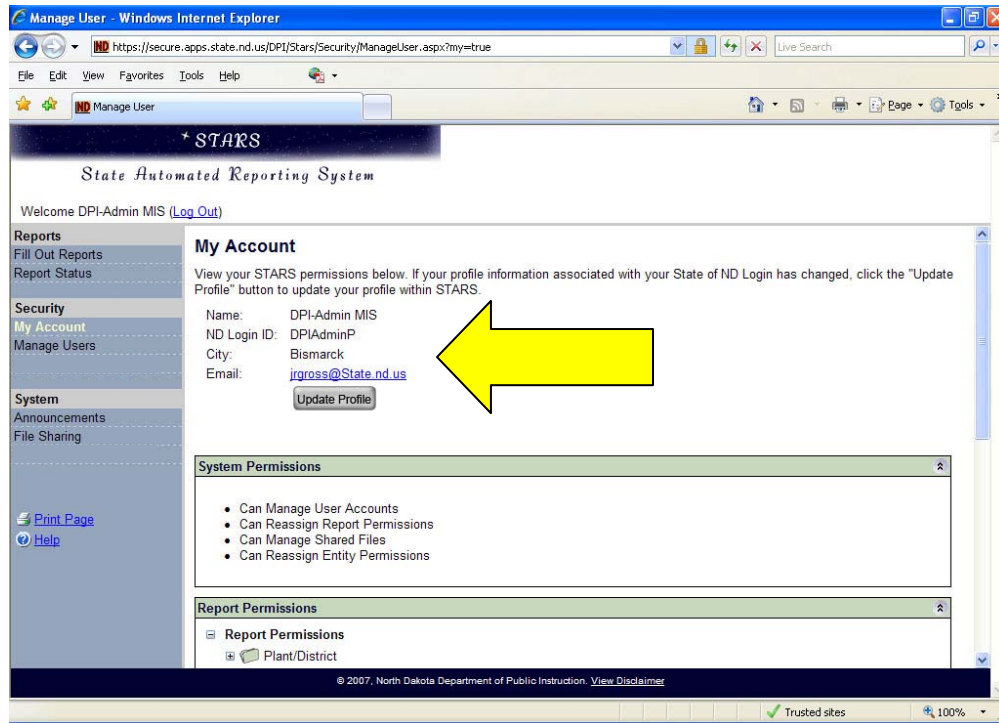 Manage User - Windows Internet Explorer
ND https://secure.apps.state.nd.us/DPI/Stars/Security/ManageUser.aspx?my=true
Live Search
File Edit View Favorites Tools Help
ND Manage User
Page Tools
STARS
State Automated Reporting System
Welcome DPI-Admin MIS (Log Out)
Reports
Fill Out Reports
Report Status
Security
My Account
Manage Users
System
Announcements
File Sharing
Print Page
Help
My Account
View your STARS permissions below. If your profile information associated with your State of ND Login has changed, click the "Update
Profile" button to update your profile within STARS.
Name: DPI-Admin MIS
ND Login ID: DPIAdminP
City: Bismarck
Email: jrgross@State.nd.us
Update Profile
System Permissions
• Can Manage User Accounts
• Can Reassign Report Permissions
• Can Manage Shared Files
• Can Reassign Entity Permissions
Report Permissions
Report Permissions
Plant/District
© 2007, North Dakota Department of Public Instruction. View Disclaimer
Trusted sites 100%